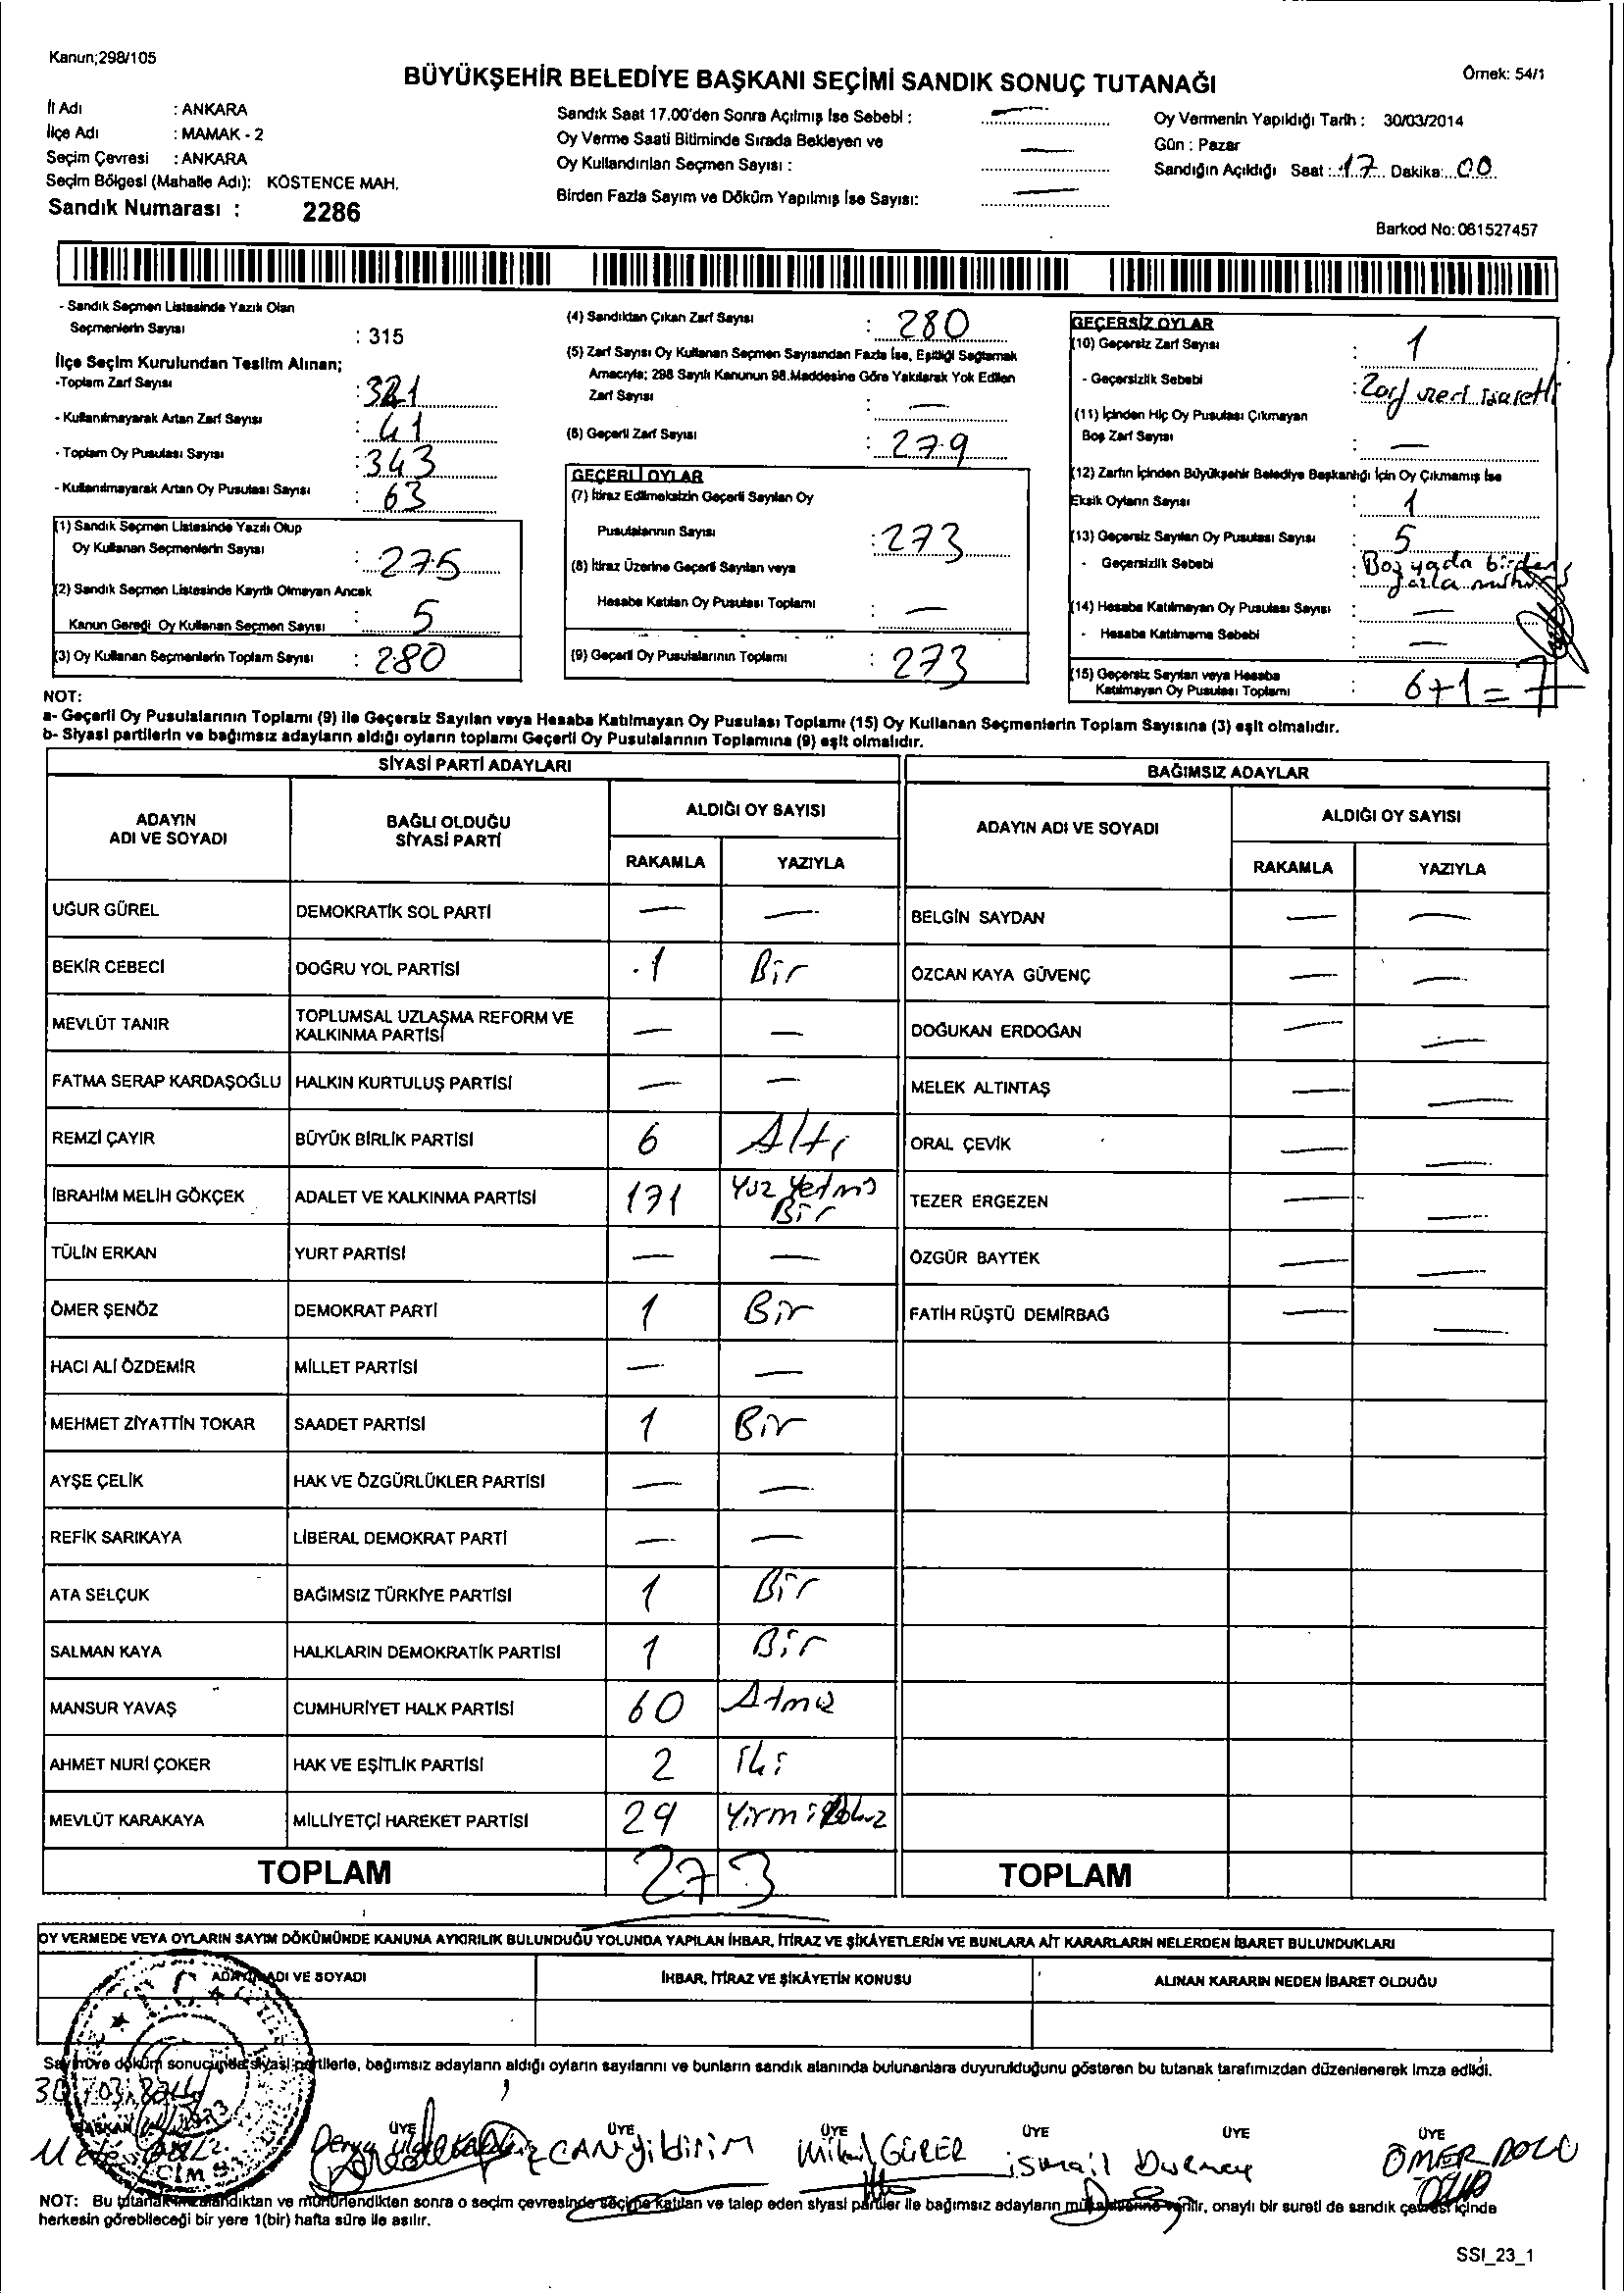 Kanun;298/105
Örnek: 54/1
BÜYÜKŞEHİR BELEDİYE BAŞKANI SEÇİMİ SANDIK SONUÇ TUTANAĞI
İl Adı : ANKARA
İlçe Adı : MAMAK - 2
Seçim Çevresi : ANKARA
Seçim Bölgesi (Mahalle Adı): KÖSTENCE MAH.
Sandık Numarası : 2286
Sandık Saat 17.00'den Sonra Açılmış İse Sebebi : —
Oy Verme Saati Bitiminde Sırada Bekleyen ve
Oy Kullandırılan Seçmen Sayısı : —
Birden Fazla Sayım ve Döküm Yapılmış İse Sayısı: —
Oy Vermenin Yapıldığı Tarih : 30/03/2014
Gün : Pazar
Sandığın Açıldığı Saat : 17 Dakika: 00
Barkod No: 061527457
- Sandık Seçmen Listesinde Yazılı Olan
Seçmenlerin Sayısı : 315
İlçe Seçim Kurulundan Teslim Alınan;
-Toplam Zarf Sayısı : 321
- Kullanılmayarak Artan Zarf Sayısı : 41
- Toplam Oy Pusulası Sayısı : 343
- Kullanılmayarak Artan Oy Pusulası Sayısı : 63
(1) Sandık Seçmen Listesinde Yazılı Olup
Oy Kullanan Seçmenlerin Sayısı : 275
(2) Sandık Seçmen Listesinde Kayıtlı Olmayan Ancak
Kanun Gereği Oy Kullanan Seçmen Sayısı : 5
(3) Oy Kullanan Seçmenlerin Toplam Sayısı : 280
(4) Sandıktan Çıkan Zarf Sayısı : 280
(5) Zarf Sayısı Oy Kullanan Seçmen Sayısından Fazla İse, Eşitliği Sağlamak
Amacıyla; 298 Sayılı Kanunun 98.Maddesine Göre Yakılarak Yok Edilen
Zarf Sayısı : —
(6) Geçerli Zarf Sayısı : 279
GEÇERLİ OYLAR
(7) İtiraz Edilmeksizin Geçerli Sayılan Oy
Pusulalarının Sayısı : 273
(8) İtiraz Üzerine Geçerli Sayılan veya
Hesaba Katılan Oy Pusulası Toplamı : —
(9) Geçerli Oy Pusulalarının Toplamı : 273
GEÇERSİZ OYLAR
(10) Geçersiz Zarf Sayısı : 1
- Geçersizlik Sebebi : Zarf üzeri işaretli
(11) İçinden Hiç Oy Pusulası Çıkmayan
Boş Zarf Sayısı : —
(12) Zarfın İçinden Büyükşehir Belediye Başkanlığı İçin Oy Çıkmamış İse
Eksik Oyların Sayısı : 1
(13) Geçersiz Sayılan Oy Pusulası Sayısı : 5
- Geçersizlik Sebebi : Boş yada birden
fazla mühür
(14) Hesaba Katılmayan Oy Pusulası Sayısı : —
- Hesaba Katılmama Sebebi : —
(15) Geçersiz Sayılan veya Hesaba
Katılmayan Oy Pusulası Toplamı : 6+1=7
NOT:
a- Geçerli Oy Pusulalarının Toplamı (9) ile Geçersiz Sayılan veya Hesaba Katılmayan Oy Pusulası Toplamı (15) Oy Kullanan Seçmenlerin Toplam Sayısına (3) eşit olmalıdır.
b- Siyasi partilerin ve bağımsız adayların aldığı oyların toplamı Geçerli Oy Pusulalarının Toplamına (9) eşit olmalıdır.
SİYASİ PARTİ ADAYLARI
ADAYIN ADI VE SOYADI
BAĞLI OLDUĞU SİYASİ PARTİ
ALDIĞI OY SAYISI
RAKAMLA YAZIYLA
UĞUR GÜREL DEMOKRATİK SOL PARTİ — —
BEKİR CEBECİ DOĞRU YOL PARTİSİ 1 Bir
MEVLÜT TANIR TOPLUMSAL UZLAŞMA REFORM VE KALKINMA PARTİSİ — —
FATMA SERAP KARDAŞOĞLU HALKIN KURTULUŞ PARTİSİ — —
REMZİ ÇAYIR BÜYÜK BİRLİK PARTİSİ 6 Altı
İBRAHİM MELİH GÖKÇEK ADALET VE KALKINMA PARTİSİ 171 Yüz Yetmiş Bir
TÜLİN ERKAN YURT PARTİSİ — —
ÖMER ŞENÖZ DEMOKRAT PARTİ 1 Bir
HACI ALİ ÖZDEMİR MİLLET PARTİSİ — —
MEHMET ZİYATTİN TOKAR SAADET PARTİSİ 1 Bir
AYŞE ÇELİK HAK VE ÖZGÜRLÜKLER PARTİSİ — —
REFİK SARIKAYA LİBERAL DEMOKRAT PARTİ — —
ATA SELÇUK BAĞIMSIZ TÜRKİYE PARTİSİ 1 Bir
SALMAN KAYA HALKLARIN DEMOKRATİK PARTİSİ 1 Bir
MANSUR YAVAŞ CUMHURİYET HALK PARTİSİ 60 Atmış
AHMET NURİ ÇOKER HAK VE EŞİTLİK PARTİSİ 2 iki
MEVLÜT KARAKAYA MİLLİYETÇİ HAREKET PARTİSİ 29 Yirmi Dokuz
TOPLAM 273
BAĞIMSIZ ADAYLAR
ADAYIN ADI VE SOYADI
ALDIĞI OY SAYISI
RAKAMLA YAZIYLA
BELGİN SAYDAN — —
ÖZCAN KAYA GÜVENÇ — —
DOĞUKAN ERDOĞAN — —
MELEK ALTINTAŞ — —
ORAL ÇEVİK — —
TEZER ERGEZEN — —
ÖZGÜR BAYTEK — —
FATİH RÜŞTÜ DEMİRBAĞ — —
TOPLAM
OY VERMEDE VEYA OYLARIN SAYIM DÖKÜMÜNDE KANUNA AYKIRILIK BULUNDUĞU YOLUNDA YAPILAN İHBAR, İTİRAZ VE ŞİKÂYETLERİN VE BUNLARA AİT KARARLARIN NELERDEN İBARET BULUNDUKLARI
ADAYIN ADI VE SOYADI
İHBAR, İTİRAZ VE ŞİKÂYETİN KONUSU
ALINAN KARARIN NEDEN İBARET OLDUĞU
Sayım ve döküm sonucunda siyasi partilerle, bağımsız adayların aldığı oyların sayılarını ve bunların sandık alanında bulunanlara duyurulduğunu gösteren bu tutanak tarafımızdan düzenlenerek imza edildi.
30/03/2014
BAŞKAN ÜYE ÜYE ÜYE ÜYE ÜYE ÜYE
CAN Yıldırım Mikail GÜRER ismail Durmaz ÖMER
NOT: Bu tutanak imzalandıktan ve mühürlendikten sonra o seçim çevresinde seçime katılan ve talep eden siyasi partiler ile bağımsız adayların müşahitlerine verilir, onaylı bir sureti de sandık çevresi içinde
herkesin görebileceği bir yere 1(bir) hafta süre ile asılır.
SSI_23_1